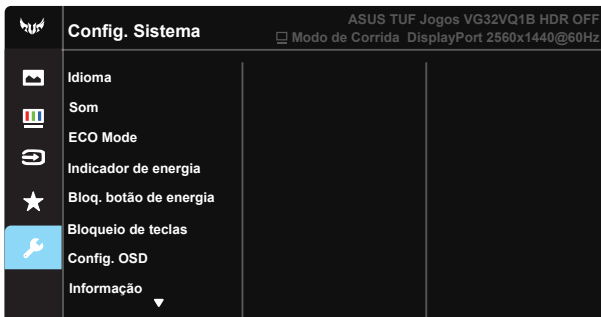 Config. Sistema
ASUS TUF Jogos VG32VQ1B HDR OFF
Modo de Corrida DisplayPort 2560x1440@60Hz
Idioma
Som
ECO Mode
Indicador de energia
Bloq. botão de energia
Bloqueio de teclas
Config. OSD
Informação